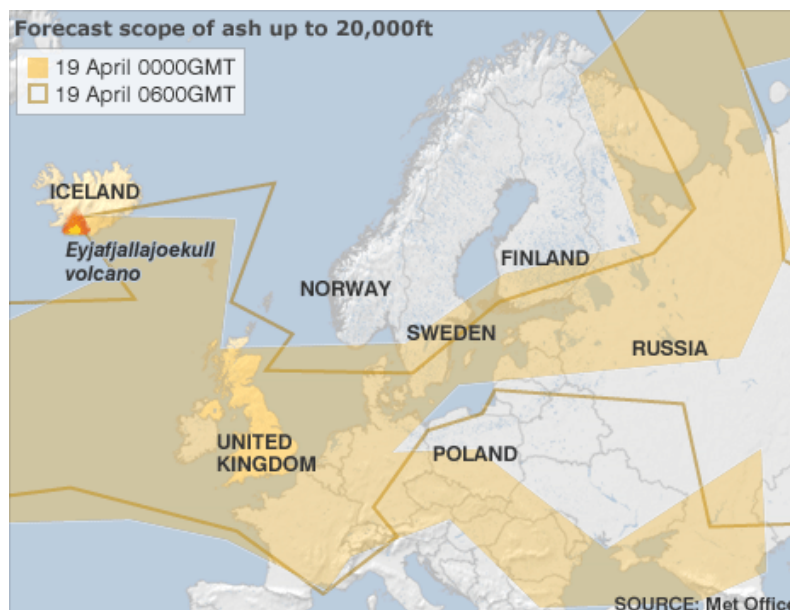 Forecast scope of ash up to 20,000ft
19 April 0000GMT
19 April 0600GMT
ICELAND
Eyjafjallajoekull
volcano
NORWAY
FINLAND
SWEDEN
RUSSIA
UNITED
KINGDOM
POLAND
SOURCE: Met Office